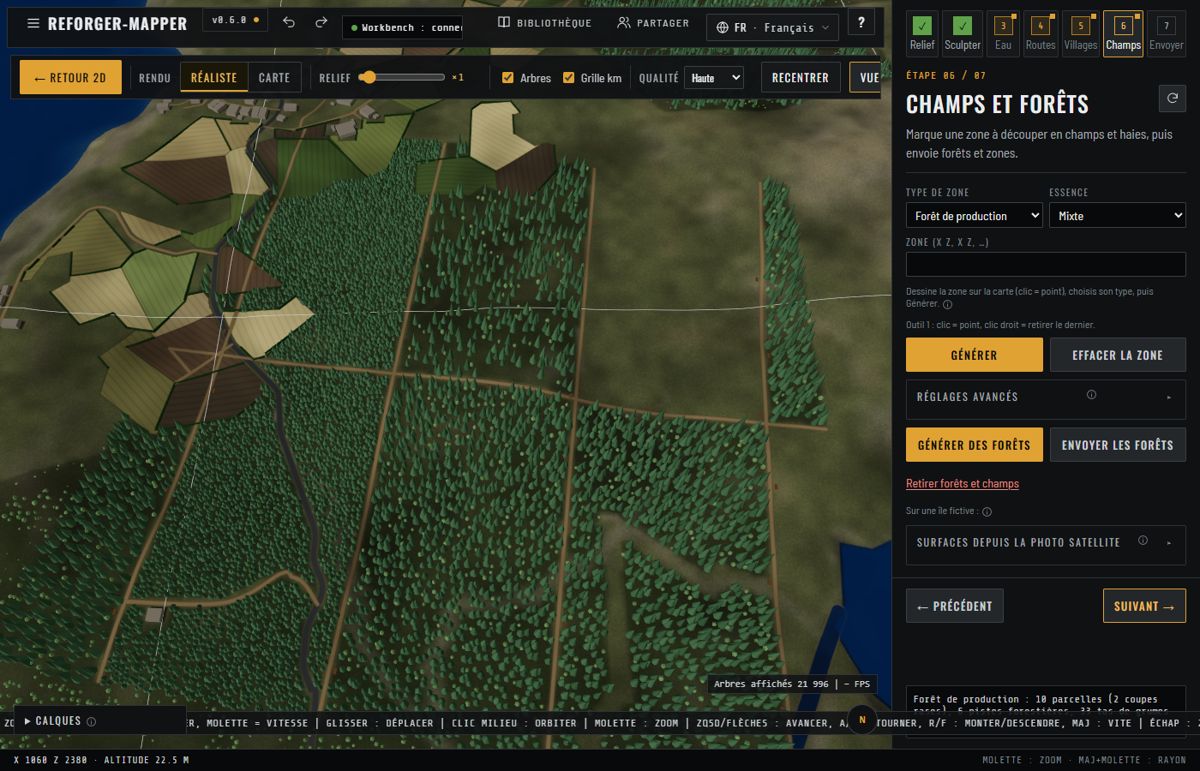 REFORGER-MAPPER
v0.6.0
Workbench : connec
BIBLIOTHÈQUE
PARTAGER
FR · Français
?
← RETOUR 2D
RENDU
RÉALISTE
CARTE
RELIEF
×1
Arbres
Grille km
QUALITÉ
Haute
RECENTRER
VUE
✓
Relief
✓
Sculpter
3
Eau
4
Routes
5
Villages
6
Champs
7
Envoyer
ÉTAPE 06 / 07
CHAMPS ET FORÊTS
Marque une zone à découper en champs et haies, puis
envoie forêts et zones.
TYPE DE ZONE
ESSENCE
Forêt de production
Mixte
ZONE (X Z, X Z, …)
Dessine la zone sur la carte (clic = point), choisis son type, puis
Générer.
Outil 1 : clic = point, clic droit = retirer le dernier.
GÉNÉRER
EFFACER LA ZONE
RÉGLAGES AVANCÉS
GÉNÉRER DES FORÊTS
ENVOYER LES FORÊTS
Retirer forêts et champs
Sur une île fictive :
SURFACES DEPUIS LA PHOTO SATELLITE
← PRÉCÉDENT
SUIVANT →
Forêt de production : 10 parcelles (2 coupes
Arbres affichés 21 996 | – FPS
CALQUES
ER, MOLETTE = VITESSE | GLISSER : DÉPLACER | CLIC MILIEU : ORBITER | MOLETTE : ZOOM | ZQSD/FLÈCHES : AVANCER, A/
N
TOURNER, R/F : MONTER/DESCENDRE, MAJ : VITE | ÉCHAP :
X 1060 Z 2380 · ALTITUDE 22.5 M
MOLETTE : ZOOM · MAJ+MOLETTE : RAYON